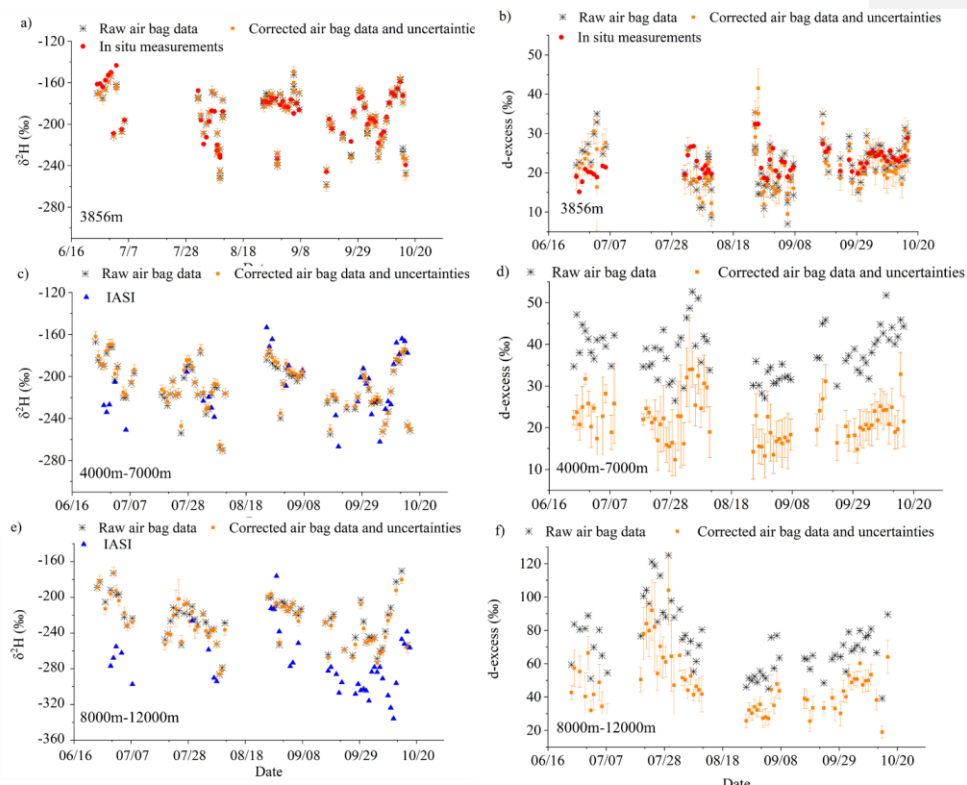 a)
Raw air bag data
Corrected air bag data and uncertainties
In situ measurements
-120
-160
-200
-240
-280
δ²H (‰)
3856m
6/16
7/7
7/28
8/18
9/8
9/29
10/20
b)
Raw air bag data
Corrected air bag data and uncertainties
In situ measurements
50
40
30
20
10
d-excess (‰)
3856m
06/16
07/07
07/28
08/18
09/08
09/29
10/20
c)
Raw air bag data
Corrected air bag data and uncertainties
IASI
-120
-160
-200
-240
-280
δ²H (‰)
4000m-7000m
06/16
07/07
07/28
08/18
09/08
09/29
10/20
d)
Raw air bag data
Corrected air bag data and uncertainties
50
40
30
20
10
d-excess (‰)
4000m-7000m
06/16
07/07
07/28
08/18
09/08
09/29
10/20
e)
Raw air bag data
Corrected air bag data and uncertainties
IASI
-160
-200
-240
-280
-320
-360
δ²H (‰)
8000m-12000m
06/16
07/07
07/28
08/18
09/08
09/29
10/20
Date
f)
Raw air bag data
Corrected air bag data and uncertainties
120
100
80
60
40
20
d-excess (‰)
8000m-12000m
06/16
07/07
07/28
08/18
09/08
09/29
10/20
Date